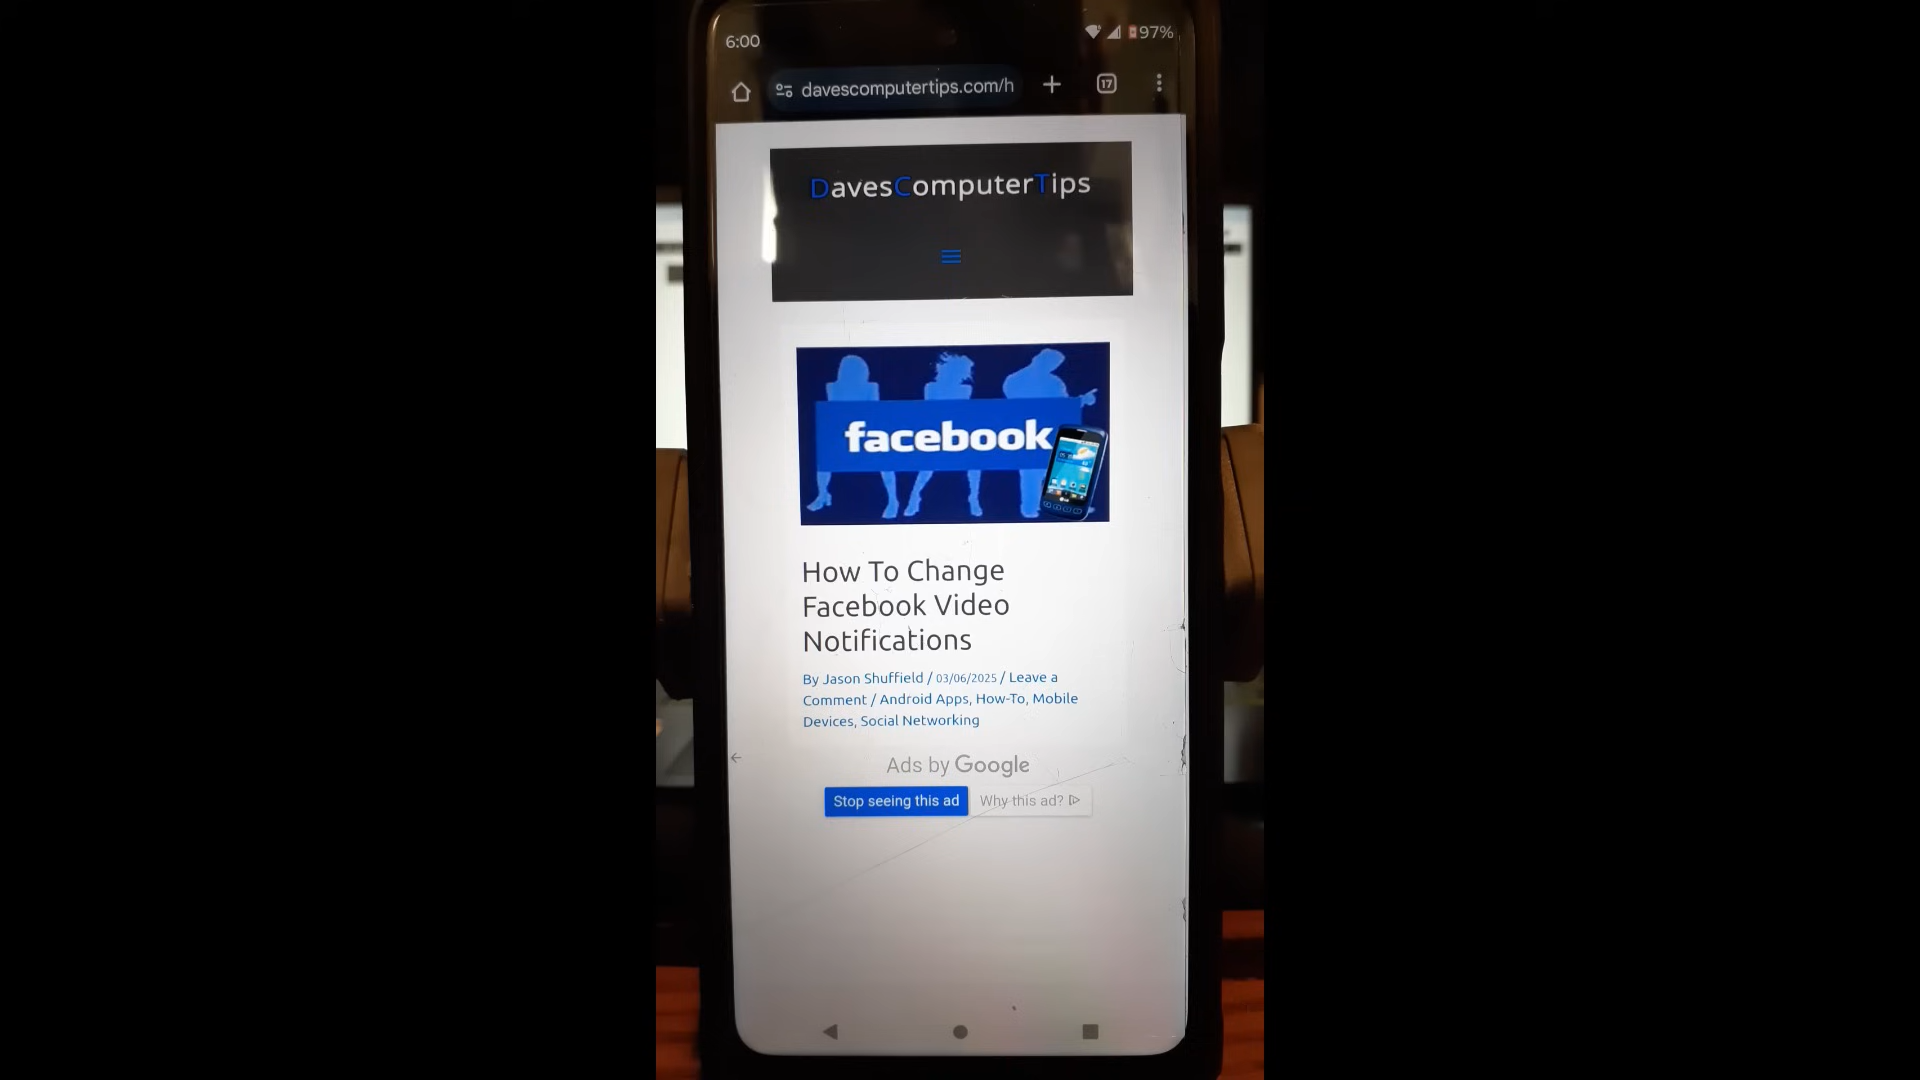 6:00
97%
davescomputertips.com/h
17
DavesComputerTips
facebook
How To Change
Facebook Video
Notifications
By Jason Shuffield / 03/06/2025 / Leave a
Comment / Android Apps, How-To, Mobile
Devices, Social Networking
Ads by Google
Stop seeing this ad
Why this ad?